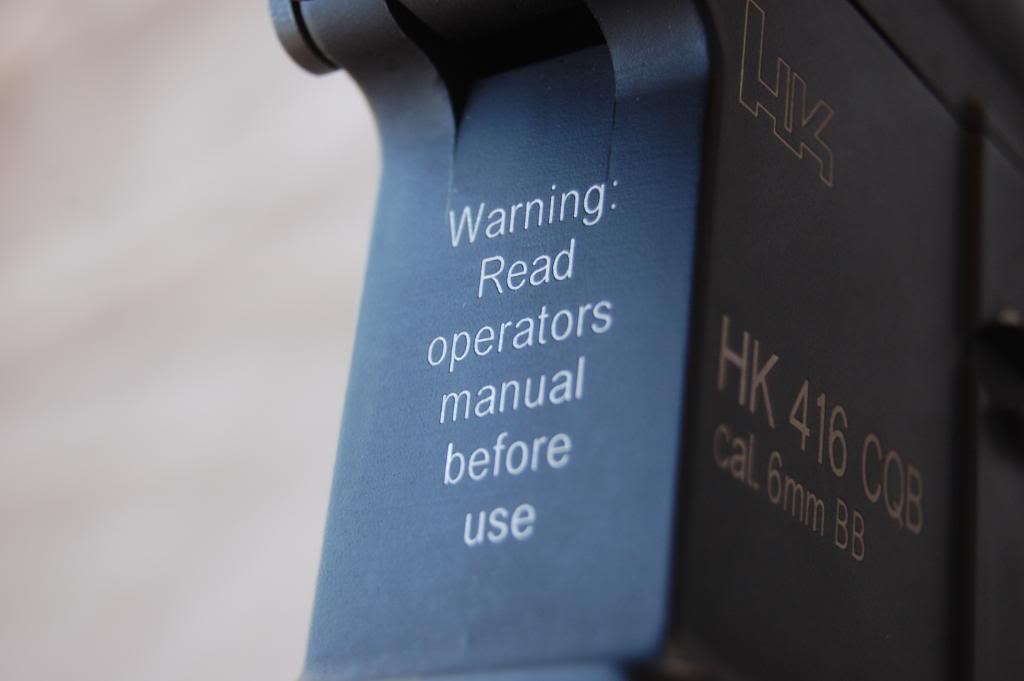 Warning:
Read
operators
manual
before
use
HK
HK 416 CQB
cal. 6mm BB